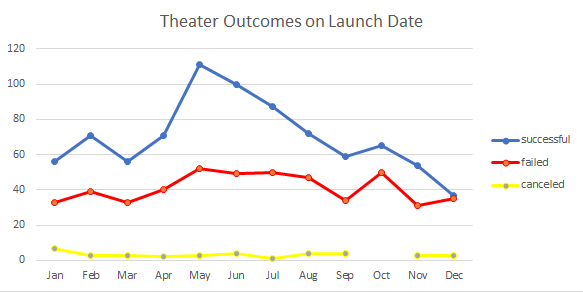 Theater Outcomes on Launch Date
120
100
80
60
40
20
0
Jan Feb Mar Apr May Jun Jul Aug Sep Oct Nov Dec
successful
failed
canceled